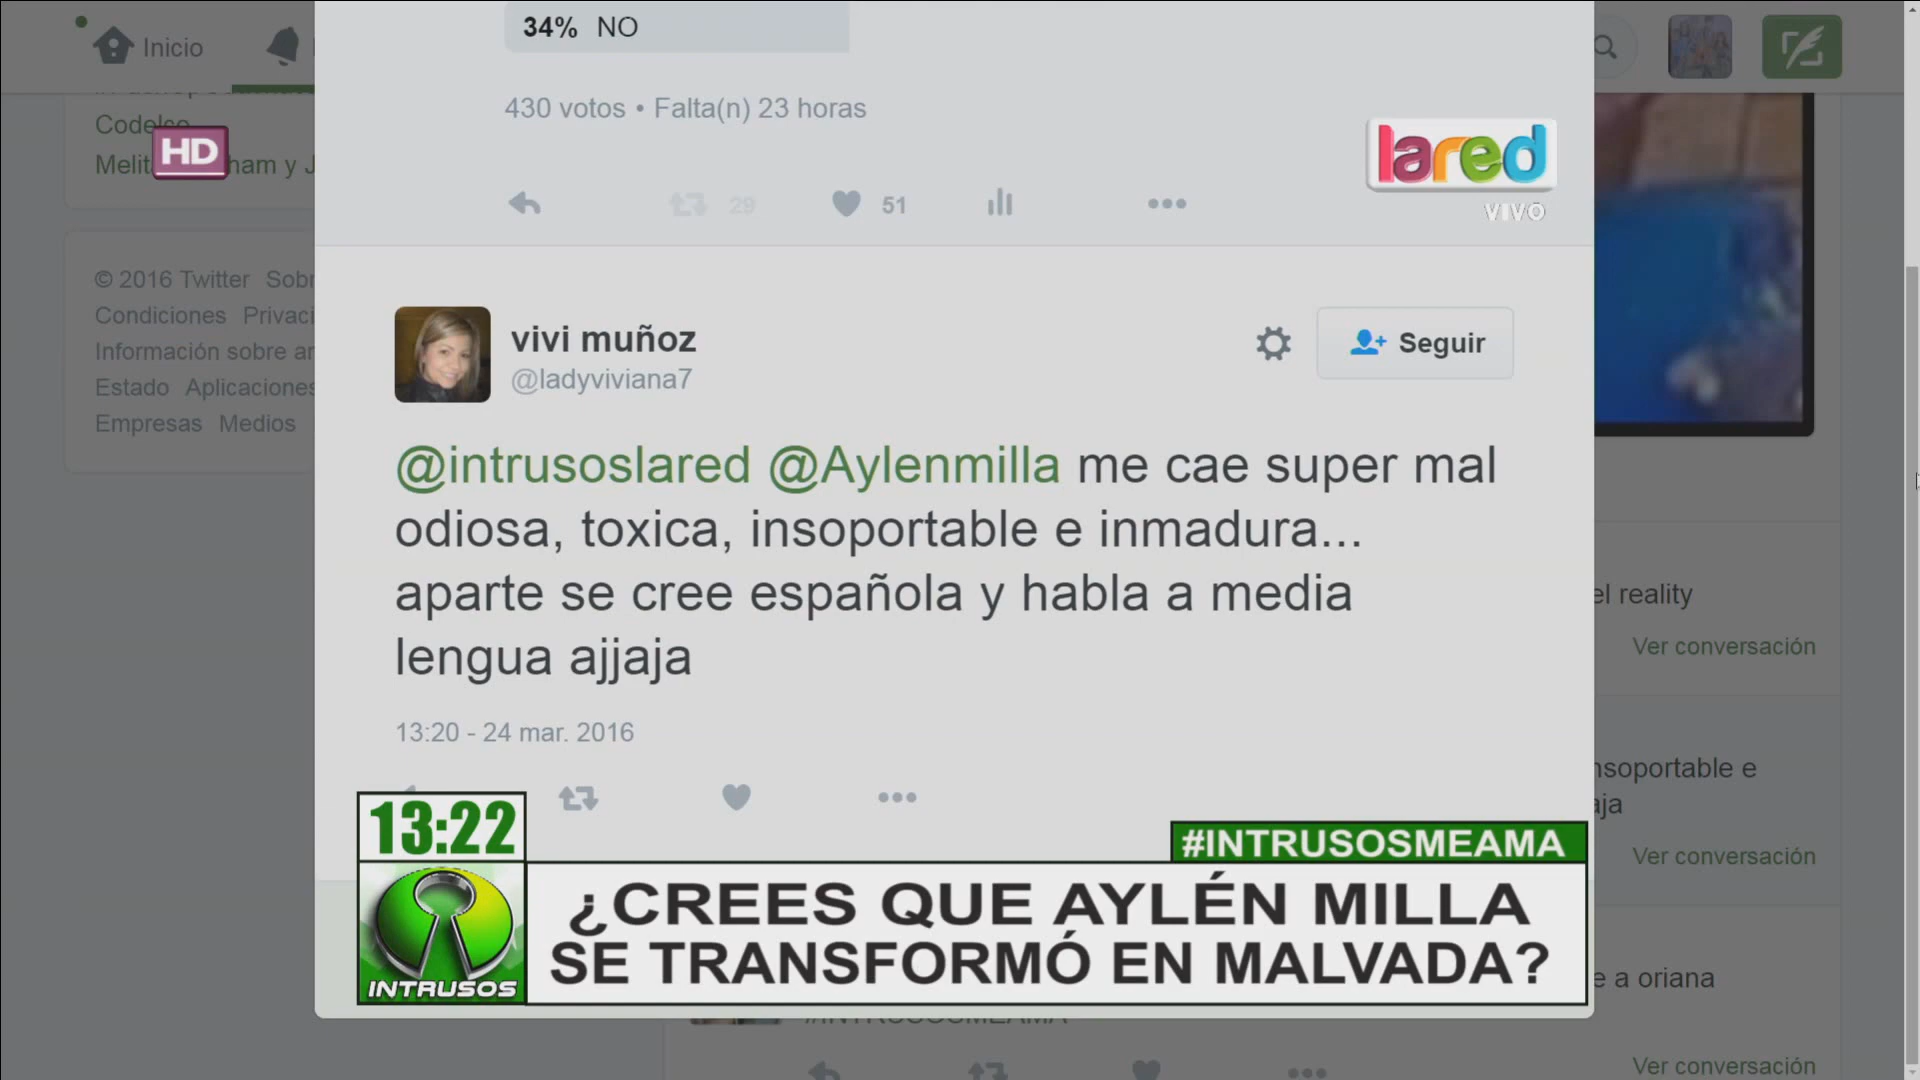 34% NO
Inicio
430 votos • Falta(n) 23 horas
Codelco
HD
ham y J
lared
VIVO
29
51
© 2016 Twitter Sobr
Condiciones Privaci
Información sobre an
Estado Aplicaciones
Empresas Medios
vivi muñoz
@ladyviviana7
Seguir
@intrusoslared @Aylenmilla me cae super mal
odiosa, toxica, insoportable e inmadura...
aparte se cree española y habla a media
lengua ajjaja
13:20 - 24 mar. 2016
el reality
Ver conversación
nsoportable e
aja
Ver conversación
e a oriana
Ver conversación
13:22
#INTRUSOSMEAMA
¿CREES QUE AYLÉN MILLA
SE TRANSFORMÓ EN MALVADA?
INTRUSOS
#INTRUSOSMEAMA